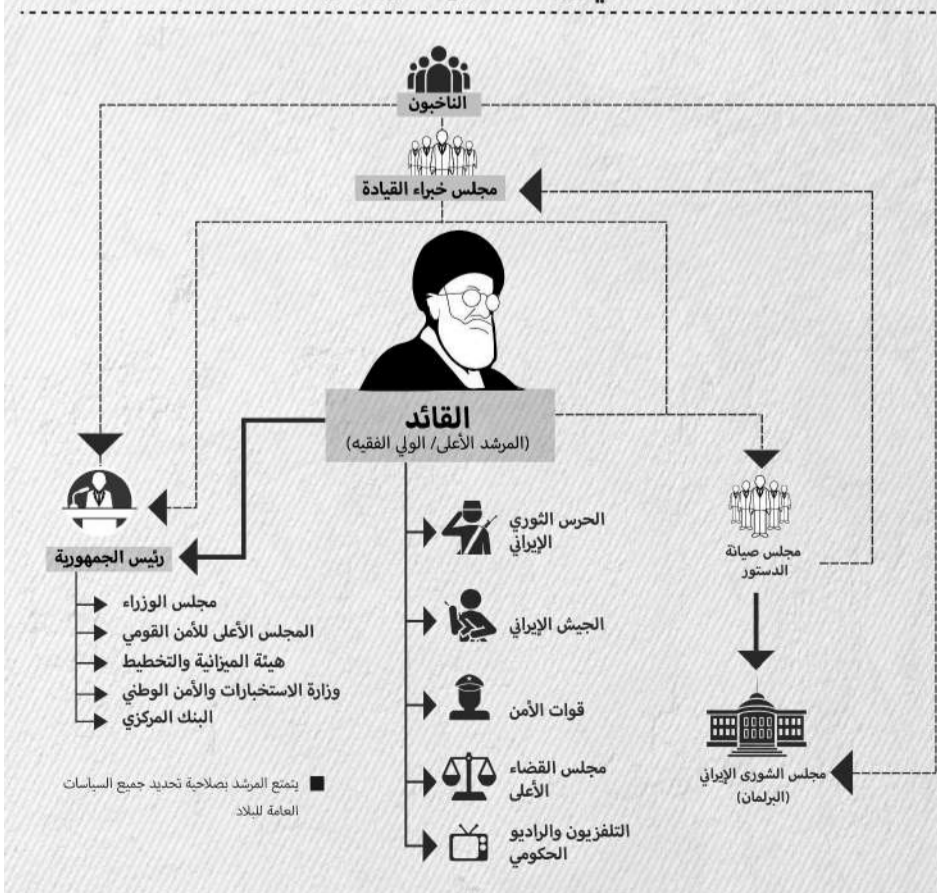 الناخبون
مجلس خبراء القيادة
القائد
(المرشد الأعلى/ الولي الفقيه)
الحرس الثوري
الإيراني
الجيش الإيراني
قوات الأمن
مجلس القضاء
الأعلى
التلفزيون والراديو
الحكومي
مجلس صيانة
الدستور
مجلس الشورى الإيراني
(البرلمان)
رئيس الجمهورية
مجلس الوزراء
المجلس الأعلى للأمن القومي
هيئة الميزانية والتخطيط
وزارة الاستخبارات والأمن الوطني
البنك المركزي
يتمتع المرشد بصلاحية تحديد جميع السياسات
العامة للبلاد